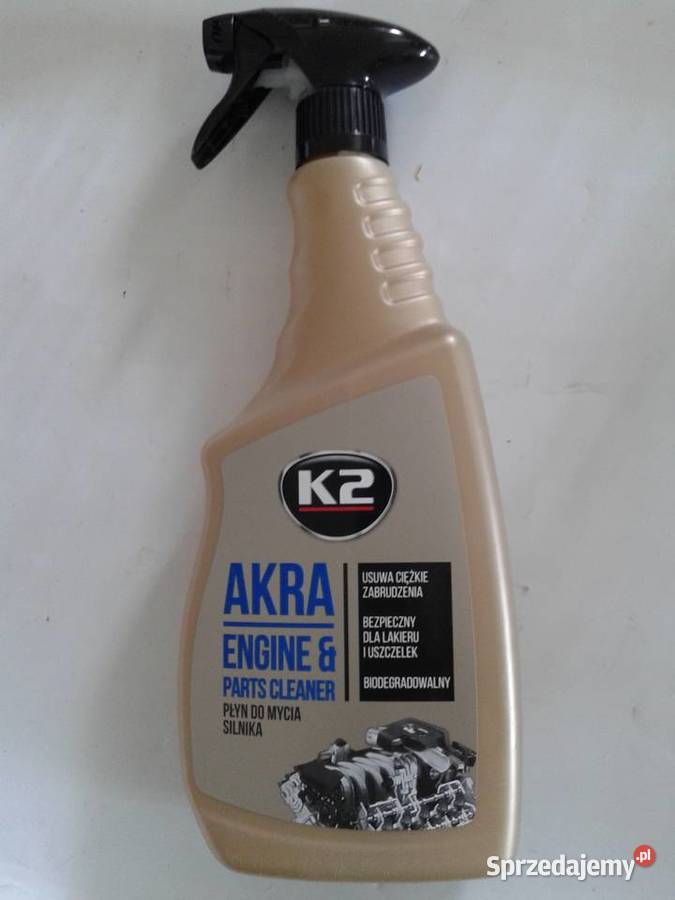 K2
AKRA
ENGINE &
PARTS CLEANER
PŁYN DO MYCIA
SILNIKA
USUWA CIĘŻKIE
ZABRUDZENIA
BEZPIECZNY
DLA LAKIERU
I USZCZELEK
BIODEGRADOWALNY
Sprzedajemy.pl